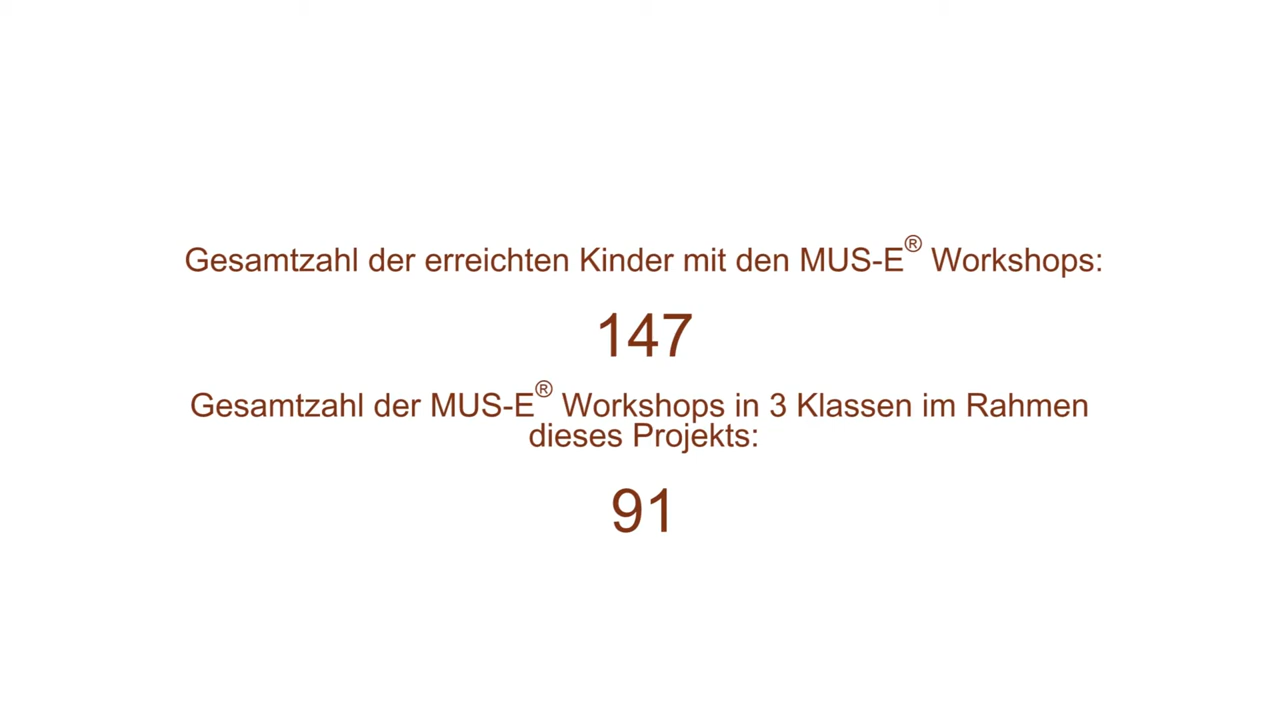 Gesamtzahl der erreichten Kinder mit den MUS-E® Workshops:
147
Gesamtzahl der MUS-E® Workshops in 3 Klassen im Rahmen
dieses Projekts:
91